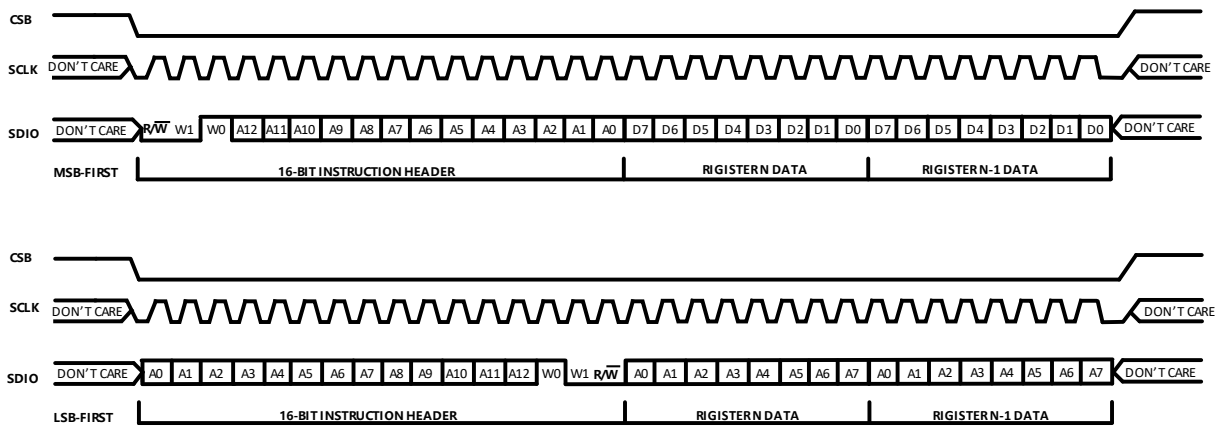 CSB
SCLK DON'T CARE DON'T CARE
SDIO DON'T CARE R/W W1 W0 A12 A11 A10 A9 A8 A7 A6 A5 A4 A3 A2 A1 A0 D7 D6 D5 D4 D3 D2 D1 D0 D7 D6 D5 D4 D3 D2 D1 D0 DON'T CARE
MSB-FIRST 16-BIT INSTRUCTION HEADER RIGISTER N DATA RIGISTER N-1 DATA
CSB
SCLK DON'T CARE DON'T CARE
SDIO DON'T CARE A0 A1 A2 A3 A4 A5 A6 A7 A8 A9 A10 A11 A12 W0 W1 R/W A0 A1 A2 A3 A4 A5 A6 A7 A0 A1 A2 A3 A4 A5 A6 A7 DON'T CARE
LSB-FIRST 16-BIT INSTRUCTION HEADER RIGISTER N DATA RIGISTER N-1 DATA